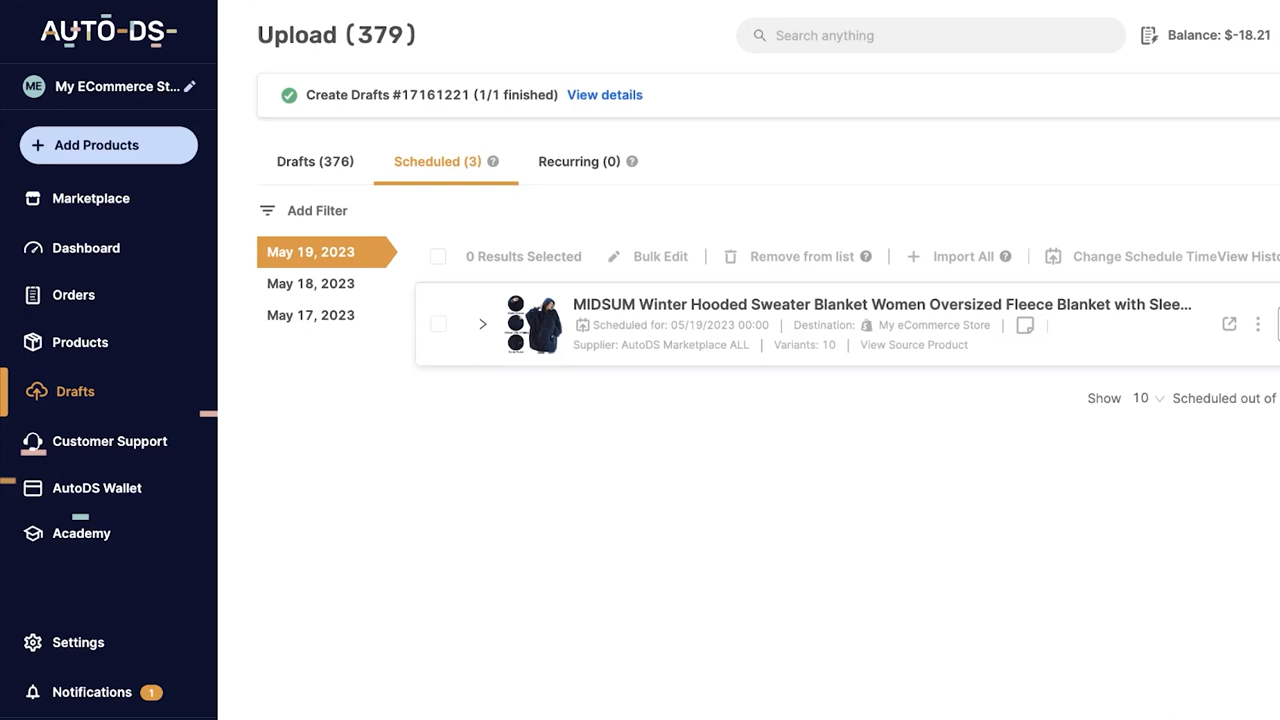 AUTO-DS
ME My ECommerce St...
+ Add Products
Marketplace
Dashboard
Orders
Products
Drafts
Customer Support
AutoDS Wallet
Academy
Settings
Notifications 1
Upload (379)
Search anything
Balance: $-18.21
Create Drafts #17161221 (1/1 finished) View details
Drafts (376) Scheduled (3) ? Recurring (0) ?
Add Filter
May 19, 2023
May 18, 2023
May 17, 2023
0 Results Selected Bulk Edit | Remove from list ? | + Import All ? | Change Schedule TimeView Histo
MIDSUM Winter Hooded Sweater Blanket Women Oversized Fleece Blanket with Slee...
Scheduled for: 05/19/2023 00:00 | Destination: My eCommerce Store |
Supplier: AutoDS Marketplace ALL | Variants: 10 | View Source Product
Show 10 Scheduled out of